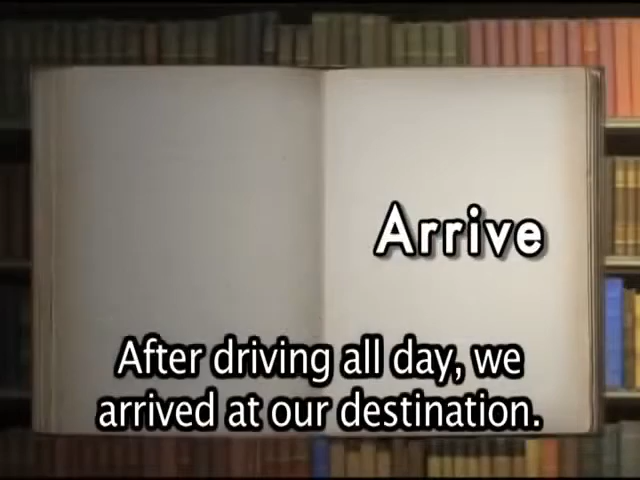 Arrive
After driving all day, we
arrived at our destination.